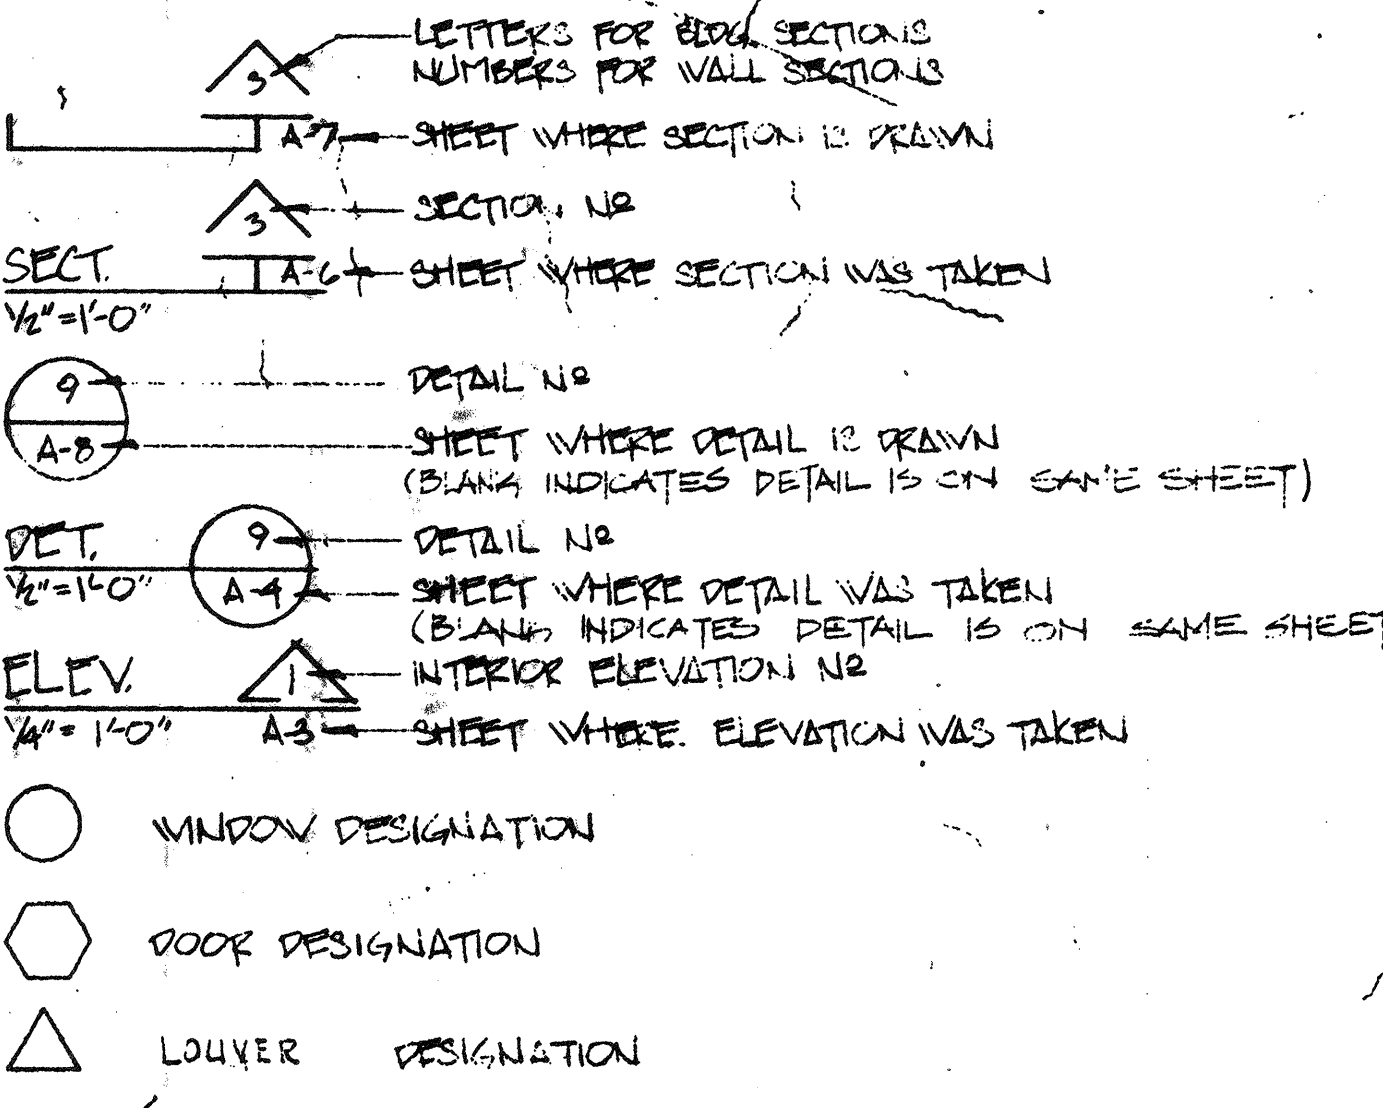 LETTERS FOR BLDG. SECTIONS
3
NUMBERS FOR WALL SECTIONS
A-7 SHEET WHERE SECTION IS DRAWN
3 SECTION Nº
SECT. A-6 SHEET WHERE SECTION WAS TAKEN
1/2"=1'-0"
9 DETAIL Nº
A-8 SHEET WHERE DETAIL IS DRAWN
(BLANK INDICATES DETAIL IS ON SAME SHEET)
DET. 9 DETAIL Nº
1/2"=1'-0" A-4 SHEET WHERE DETAIL WAS TAKEN
(BLANK INDICATES DETAIL IS ON SAME SHEET
ELEV. 1 INTERIOR ELEVATION Nº
1/4"= 1'-0" A-3 SHEET WHERE ELEVATION WAS TAKEN
WINDOW DESIGNATION
DOOR DESIGNATION
LOUVER DESIGNATION